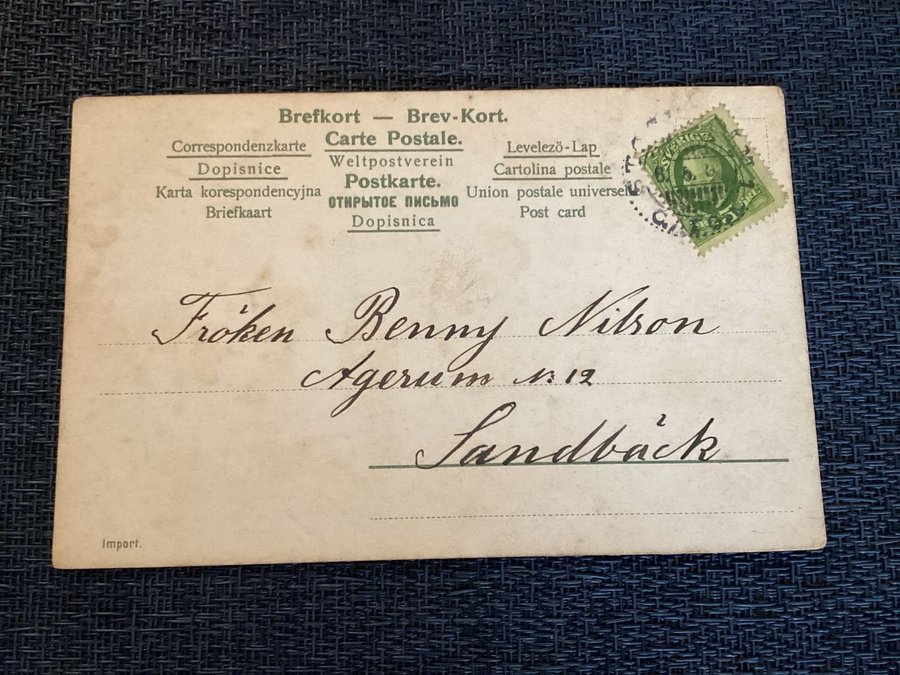 Brefkort — Brev-Kort.
Correspondenzkarte Carte Postale. Levelező-Lap
Dopisnice Weltpostverein Cartolina postale
Karta korespondencyjna Postkarte. Union postale universelle
Briefkaart ОТКРЫТОЕ ПИСЬМО Post card
Dopisnica
SVERIGE
Fröken Benny Nilson
Agerum N: 12
Sandbäck
Import.